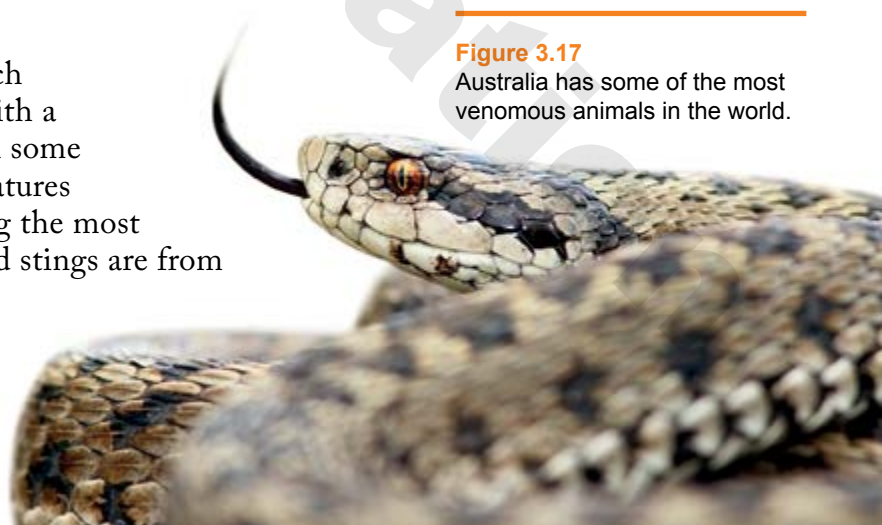 ch
ith a
some
atures
g the most
d stings are from
Figure 3.17
Australia has some of the most
venomous animals in the world.